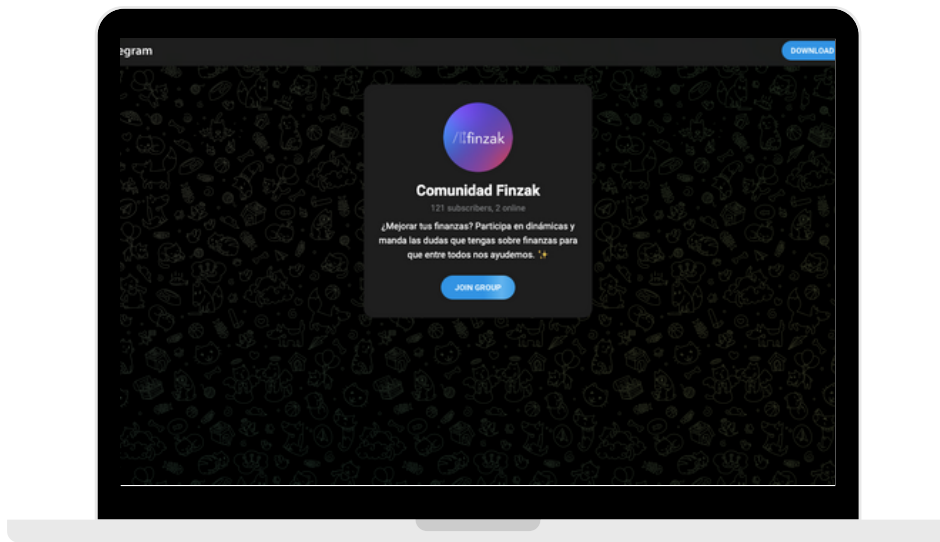 egram
DOWNLOAD
finzak
Comunidad Finzak
121 subscribers, 2 online
¿Mejorar tus finanzas? Participa en dinámicas y
manda las dudas que tengas sobre finanzas para
que entre todos nos ayudemos. ✨
JOIN GROUP